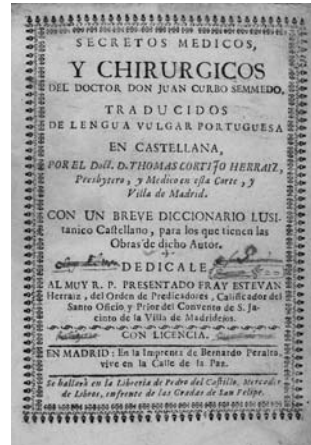 SECRETOS MEDICOS,
Y CHIRURGICOS
DEL DOCTOR DON JUAN CURBO SEMMEDO.
TRADUCIDOS
DE LENGUA VULGAR PORTUGUESA
EN CASTELLANA,
POR EL Doct. D. THOMAS CORTIJO HERRAIZ,
Presbytero, y Medico en esta Corte, y
Villa de Madrid.
CON UN BREVE DICCIONARIO LUSI-
tanico Castellano, para los que tienen las
Obras de dicho Autor.
DEDICALE
AL MUY R. P. PRESENTADO FRAY ESTEVAN
Herraiz, del Orden de Predicadores, Calificador del
Santo Oficio, y Prior del Convento de S. Ja-
cinto de la Villa de Madridejos.
CON LICENCIA.
EN MADRID: En la Imprenta de Bernardo Peralta,
vive en la Calle de la Paz.
Se hallarà en la Libreria de Pedro del Castillo, Mercader
de Libros, enfrente de las Gradas de San Felipe.